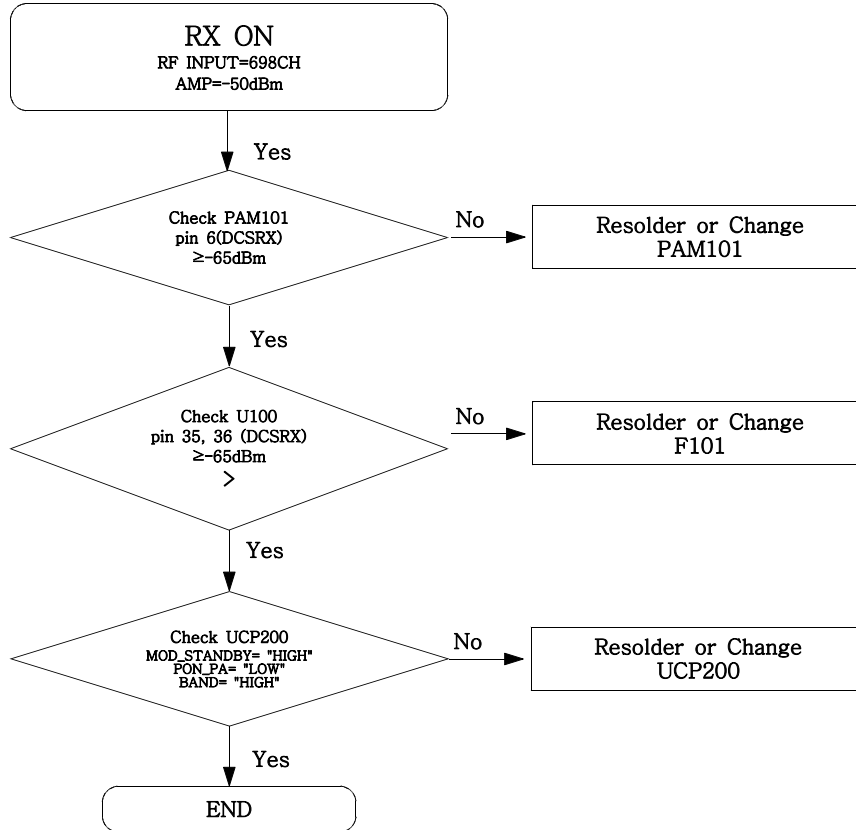 RX ON
RF INPUT=698CH
AMP=-50dBm
Yes
Check PAM101
pin 6(DCSRX)
≥-65dBm
No
Resolder or Change
PAM101
Yes
Check U100
pin 35, 36 (DCSRX)
≥-65dBm
>
No
Resolder or Change
F101
Yes
Check UCP200
MOD_STANDBY= "HIGH"
PON_PA= "LOW"
BAND= "HIGH"
No
Resolder or Change
UCP200
Yes
END